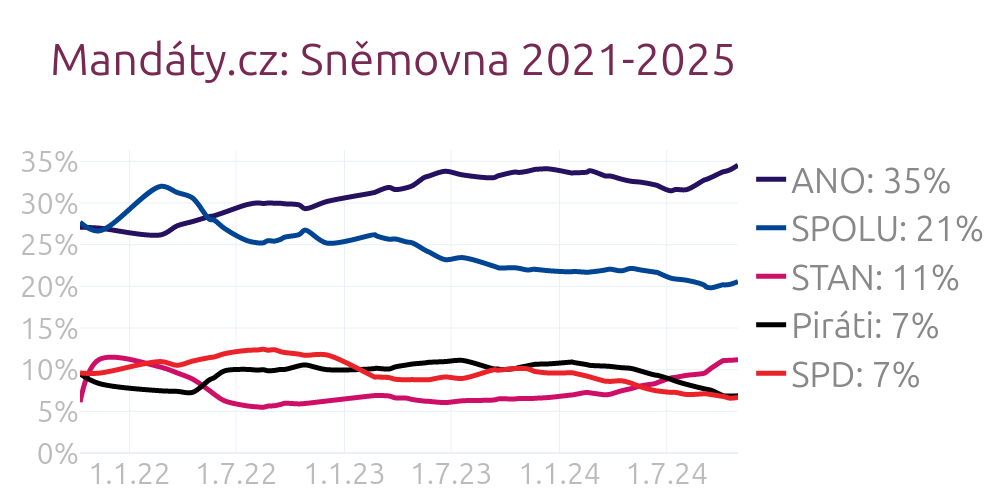 Mandáty.cz: Sněmovna 2021-2025
35%
30%
25%
20%
15%
10%
5%
0%
1.1.22 1.7.22 1.1.23 1.7.23 1.1.24 1.7.24
ANO: 35%
SPOLU: 21%
STAN: 11%
Piráti: 7%
SPD: 7%